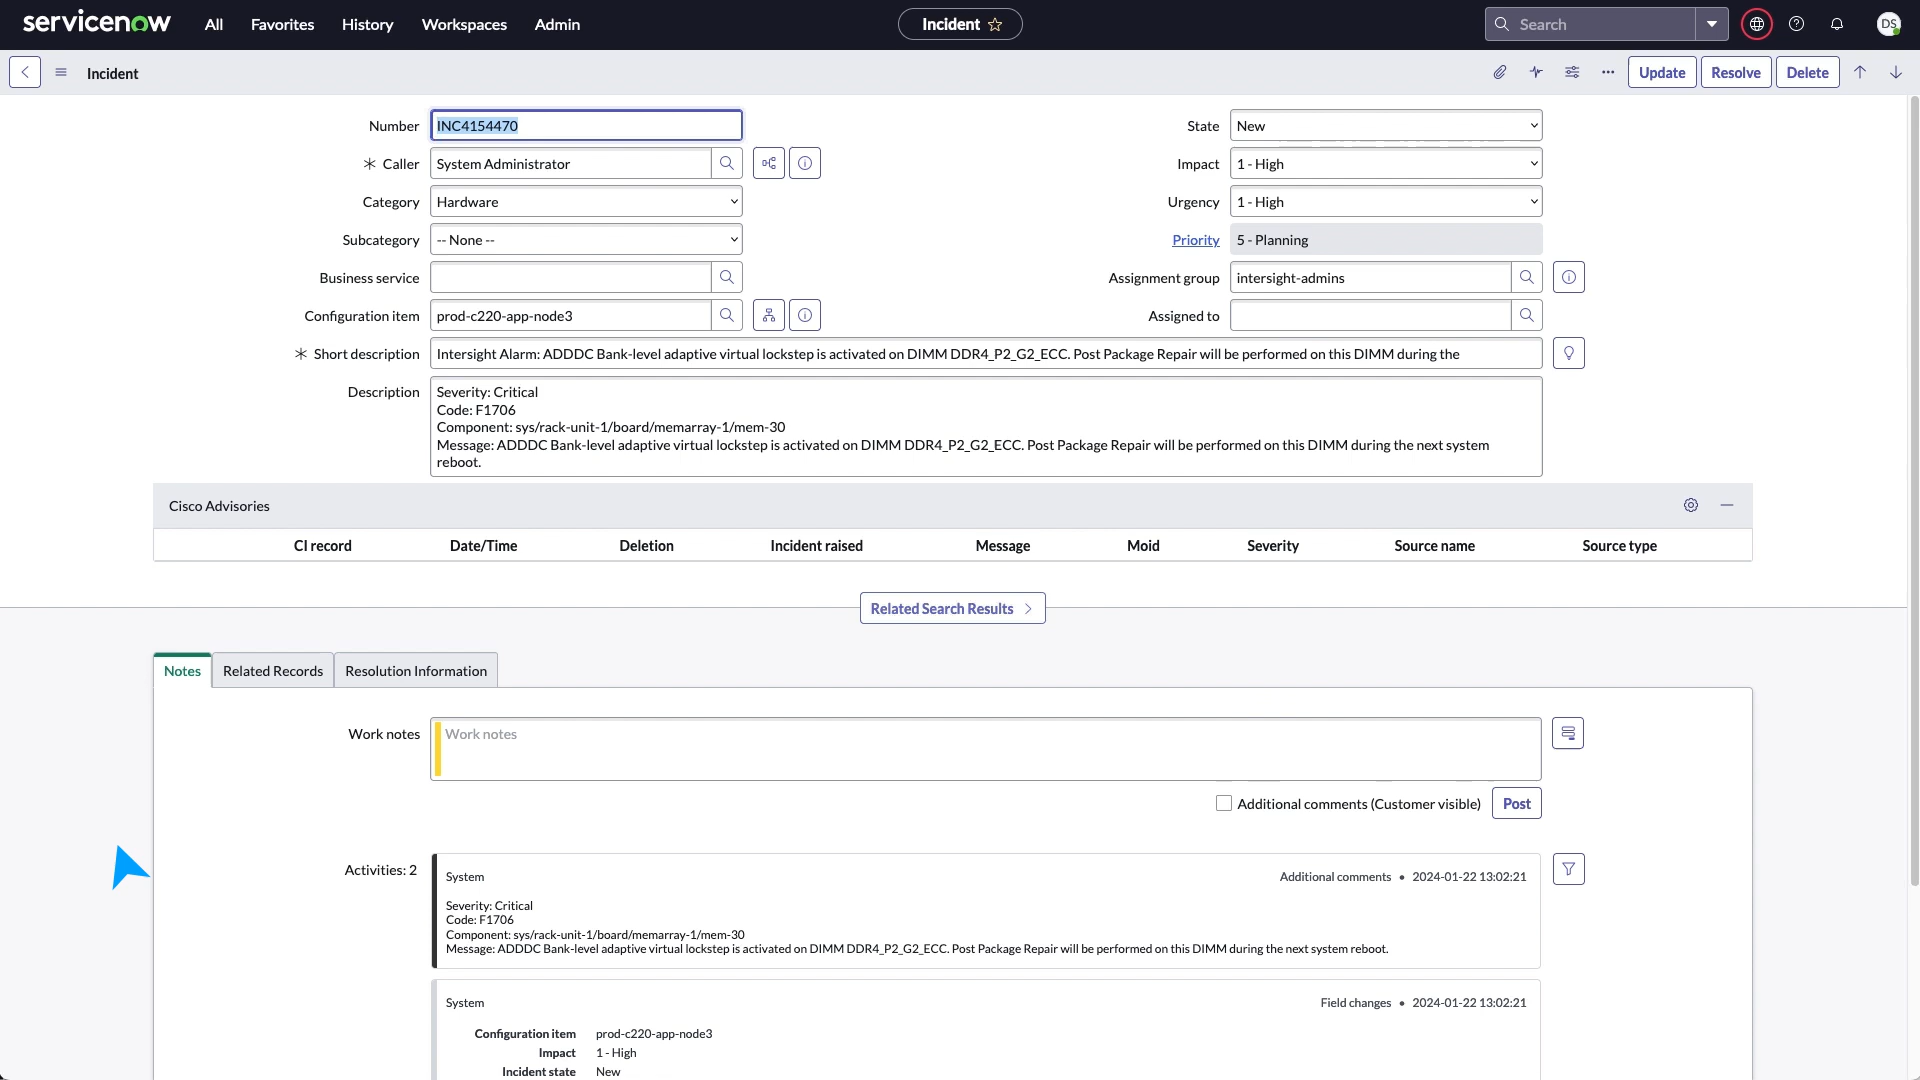 servicenow All Favorites History Workspaces Admin Incident Search DS
Incident Update Resolve Delete
Number INC4154470 State New
Caller System Administrator Impact 1 - High
Category Hardware Urgency 1 - High
Subcategory -- None -- Priority 5 - Planning
Business service Assignment group intersight-admins
Configuration item prod-c220-app-node3 Assigned to
Short description Intersight Alarm: ADDDC Bank-level adaptive virtual lockstep is activated on DIMM DDR4_P2_G2_ECC. Post Package Repair will be performed on this DIMM during the
Description Severity: Critical
Code: F1706
Component: sys/rack-unit-1/board/memarray-1/mem-30
Message: ADDDC Bank-level adaptive virtual lockstep is activated on DIMM DDR4_P2_G2_ECC. Post Package Repair will be performed on this DIMM during the next system
reboot.
Cisco Advisories
CI record Date/Time Deletion Incident raised Message Moid Severity Source name Source type
Related Search Results
Notes Related Records Resolution Information
Work notes Work notes
Additional comments (Customer visible) Post
Activities: 2 System Additional comments • 2024-01-22 13:02:21
Severity: Critical
Code: F1706
Component: sys/rack-unit-1/board/memarray-1/mem-30
Message: ADDDC Bank-level adaptive virtual lockstep is activated on DIMM DDR4_P2_G2_ECC. Post Package Repair will be performed on this DIMM during the next system reboot.
System Field changes • 2024-01-22 13:02:21
Configuration item prod-c220-app-node3
Impact 1 - High
Incident state New